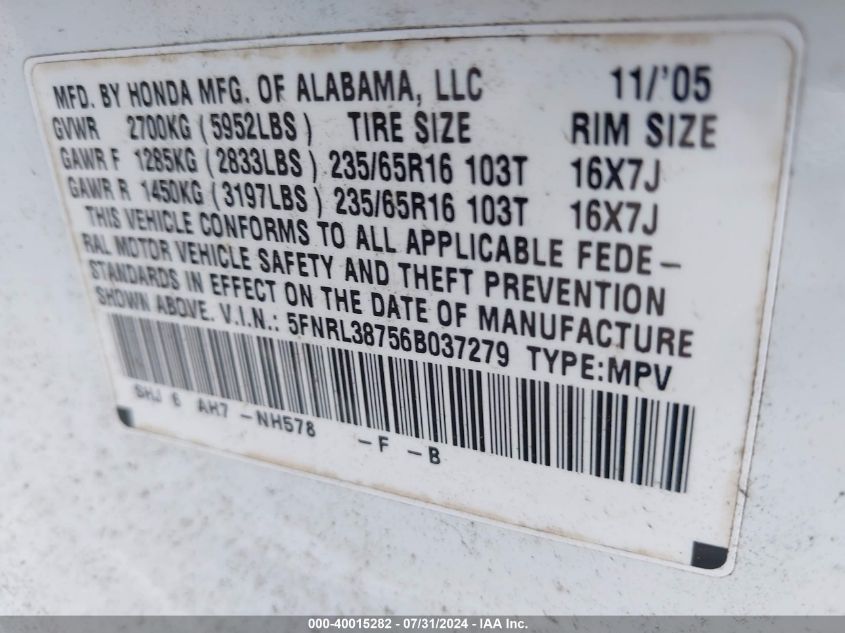 MFD. BY HONDA MFG. OF ALABAMA, LLC 11/'05
GVWR 2700KG (5952LBS) TIRE SIZE RIM SIZE
GAWR F 1285KG (2833LBS) 235/65R16 103T 16X7J
GAWR R 1450KG (3197LBS) 235/65R16 103T 16X7J
THIS VEHICLE CONFORMS TO ALL APPLICABLE FEDE-
RAL MOTOR VEHICLE SAFETY AND THEFT PREVENTION
STANDARDS IN EFFECT ON THE DATE OF MANUFACTURE
SHOWN ABOVE. V.I.N.: 5FNRL38756B037279 TYPE:MPV
SHJ 6 AH7 -NH578 -F -B
000-40015282 - 07/31/2024 - IAA Inc.